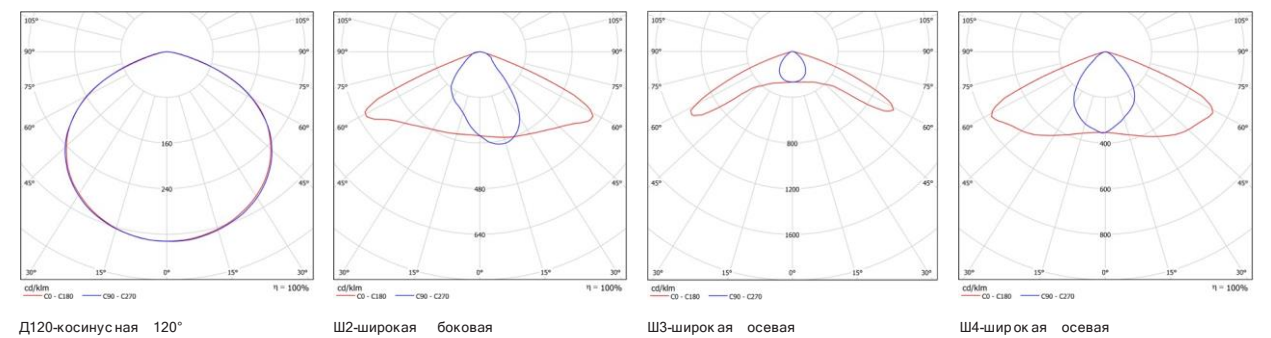 105° 105° 105° 105° 105° 105° 105° 105°
90° 90° 90° 90° 90° 90° 90° 90°
75° 75° 75° 75° 75° 75° 75° 75°
60° 60° 60° 60° 60° 60° 60° 60°
160 800 400
45° 45° 45° 45° 45° 45° 45° 45°
240 480 1200 600
640 1600 800
30° 15° 0° 15° 30° 30° 15° 0° 15° 30° 30° 15° 0° 15° 30° 30° 15° 0° 15° 30°
cd/klm η = 100% cd/klm η = 100% cd/klm cd/klm η = 100%
C0 - C180 C90 - C270 C0 - C180 C90 - C270 C0 - C180 C90 - C270 C0 - C180 C90 - C270
Д120-косинусная 120° Ш2-широкая боковая Ш3-широкая осевая Ш4-широкая осевая